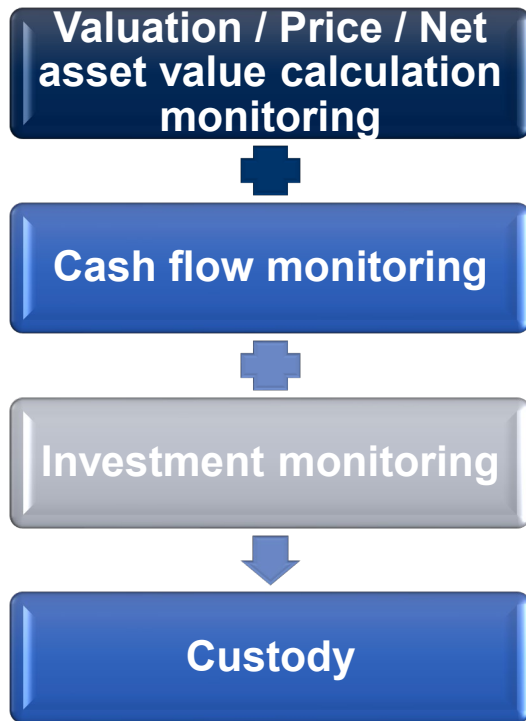 Valuation / Price / Net
asset value calculation
monitoring
Cash flow monitoring
Investment monitoring
Custody